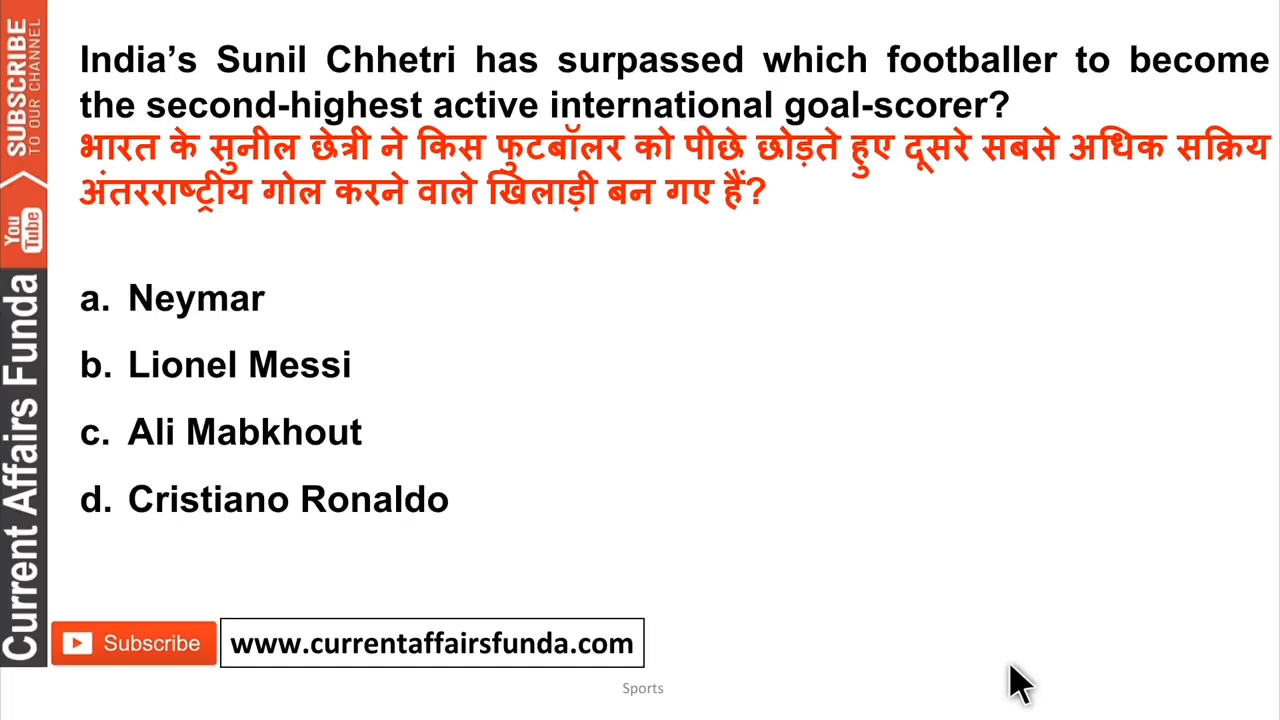 India's Sunil Chhetri has surpassed which footballer to become
the second-highest active international goal-scorer?
भारत के सुनील छेत्री ने किस फुटबॉलर को पीछे छोड़ते हुए दूसरे सबसे अधिक सक्रिय
अंतरराष्ट्रीय गोल करने वाले खिलाड़ी बन गए हैं?
a. Neymar
b. Lionel Messi
c. Ali Mabkhout
d. Cristiano Ronaldo
SUBSCRIBE
TO OUR CHANNEL
You Tube
Current Affairs Funda
Subscribe
www.currentaffairsfunda.com
Sports